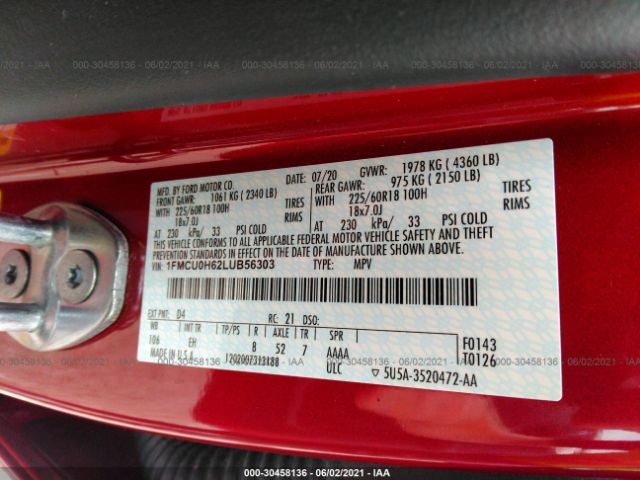 000-30458136 - 06/02/2021 - IAA
MFD. BY FORD MOTOR CO.
DATE: 07/20 GVWR: 1978 KG ( 4360 LB)
FRONT GAWR: 1061 KG ( 2340 LB)
REAR GAWR: 975 KG ( 2150 LB)
WITH 225/60R18 100H TIRES
18x7.0J RIMS
WITH 225/60R18 100H TIRES
18x7.0J RIMS
AT 230 kPa/ 33 PSI COLD
AT 230 kPa/ 33 PSI COLD
THIS VEHICLE CONFORMS TO ALL APPLICABLE FEDERAL MOTOR VEHICLE SAFETY AND THEFT
PREVENTION STANDARDS IN EFFECT ON THE DATE OF MANUFACTURE SHOWN ABOVE.
VIN: 1FMCU0H62LUB56303 TYPE: MPV
EXT PNT: D4 RC: 21 DSO:
WB INT TR TP/PS R AXLE TR SPR
106 EH 8 52 7 AAAA
F0143
T0126
MADE IN U.S.A. ULC
5U5A-3520472-AA
000-30458136 - 06/02/2021 - IAA